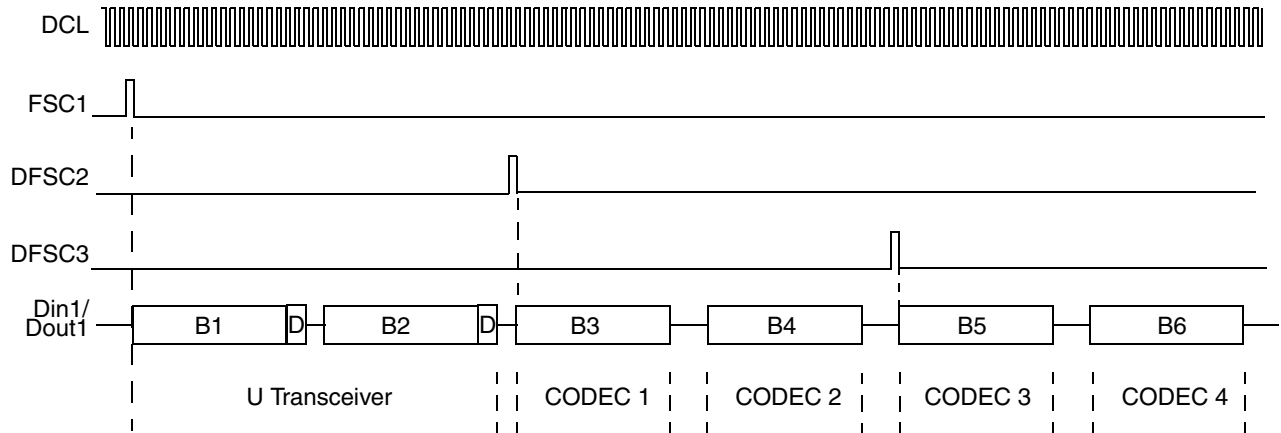 DCL
FSC1
DFSC2
DFSC3
Din1/
Dout1
B1 D B2 D B3 B4 B5 B6
U Transceiver CODEC 1 CODEC 2 CODEC 3 CODEC 4